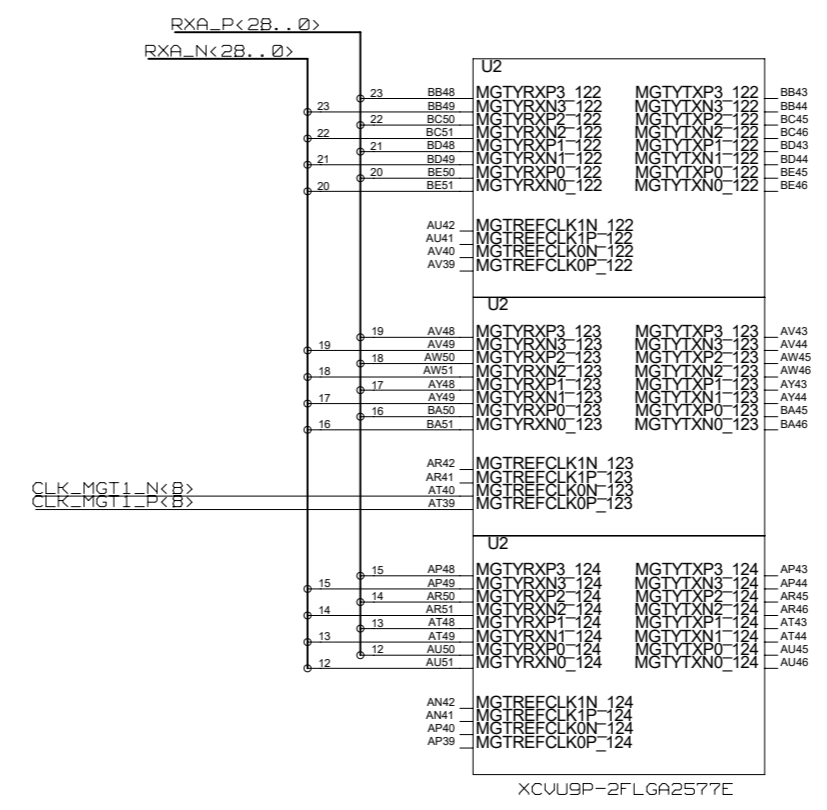 RXA_P<28..0>
RXA_N<28..0>
U2
23 BB48 MGTYRXP3_122 MGTYTXP3_122 BB43
23 BB49 MGTYRXN3_122 MGTYTXN3_122 BB44
22 BC50 MGTYRXP2_122 MGTYTXP2_122 BC45
22 BC51 MGTYRXN2_122 MGTYTXN2_122 BC46
21 BD48 MGTYRXP1_122 MGTYTXP1_122 BD43
21 BD49 MGTYRXN1_122 MGTYTXN1_122 BD44
20 BE50 MGTYRXP0_122 MGTYTXP0_122 BE45
20 BE51 MGTYRXN0_122 MGTYTXN0_122 BE46
AU42 MGTREFCLK1N_122
AU41 MGTREFCLK1P_122
AV40 MGTREFCLK0N_122
AV39 MGTREFCLK0P_122
U2
19 AV48 MGTYRXP3_123 MGTYTXP3_123 AV43
19 AV49 MGTYRXN3_123 MGTYTXN3_123 AV44
18 AW50 MGTYRXP2_123 MGTYTXP2_123 AW45
18 AW51 MGTYRXN2_123 MGTYTXN2_123 AW46
17 AY48 MGTYRXP1_123 MGTYTXP1_123 AY43
17 AY49 MGTYRXN1_123 MGTYTXN1_123 AY44
16 BA50 MGTYRXP0_123 MGTYTXP0_123 BA45
16 BA51 MGTYRXN0_123 MGTYTXN0_123 BA46
AR42 MGTREFCLK1N_123
AR41 MGTREFCLK1P_123
CLK_MGT1_N<8> AT40 MGTREFCLK0N_123
CLK_MGT1_P<8> AT39 MGTREFCLK0P_123
U2
15 AP48 MGTYRXP3_124 MGTYTXP3_124 AP43
15 AP49 MGTYRXN3_124 MGTYTXN3_124 AP44
14 AR50 MGTYRXP2_124 MGTYTXP2_124 AR45
14 AR51 MGTYRXN2_124 MGTYTXN2_124 AR46
13 AT48 MGTYRXP1_124 MGTYTXP1_124 AT43
13 AT49 MGTYRXN1_124 MGTYTXN1_124 AT44
12 AU50 MGTYRXP0_124 MGTYTXP0_124 AU45
12 AU51 MGTYRXN0_124 MGTYTXN0_124 AU46
AN42 MGTREFCLK1N_124
AN41 MGTREFCLK1P_124
AP40 MGTREFCLK0N_124
AP39 MGTREFCLK0P_124
XCVU9P-2FLGA2577E